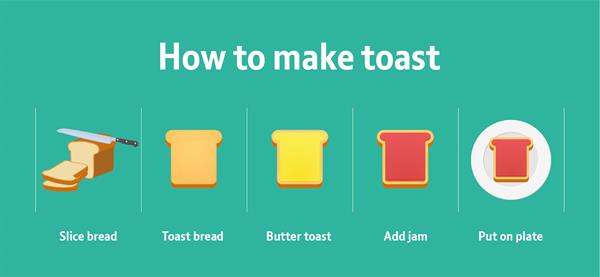 How to make toast
Slice bread
Toast bread
Butter toast
Add jam
Put on plate